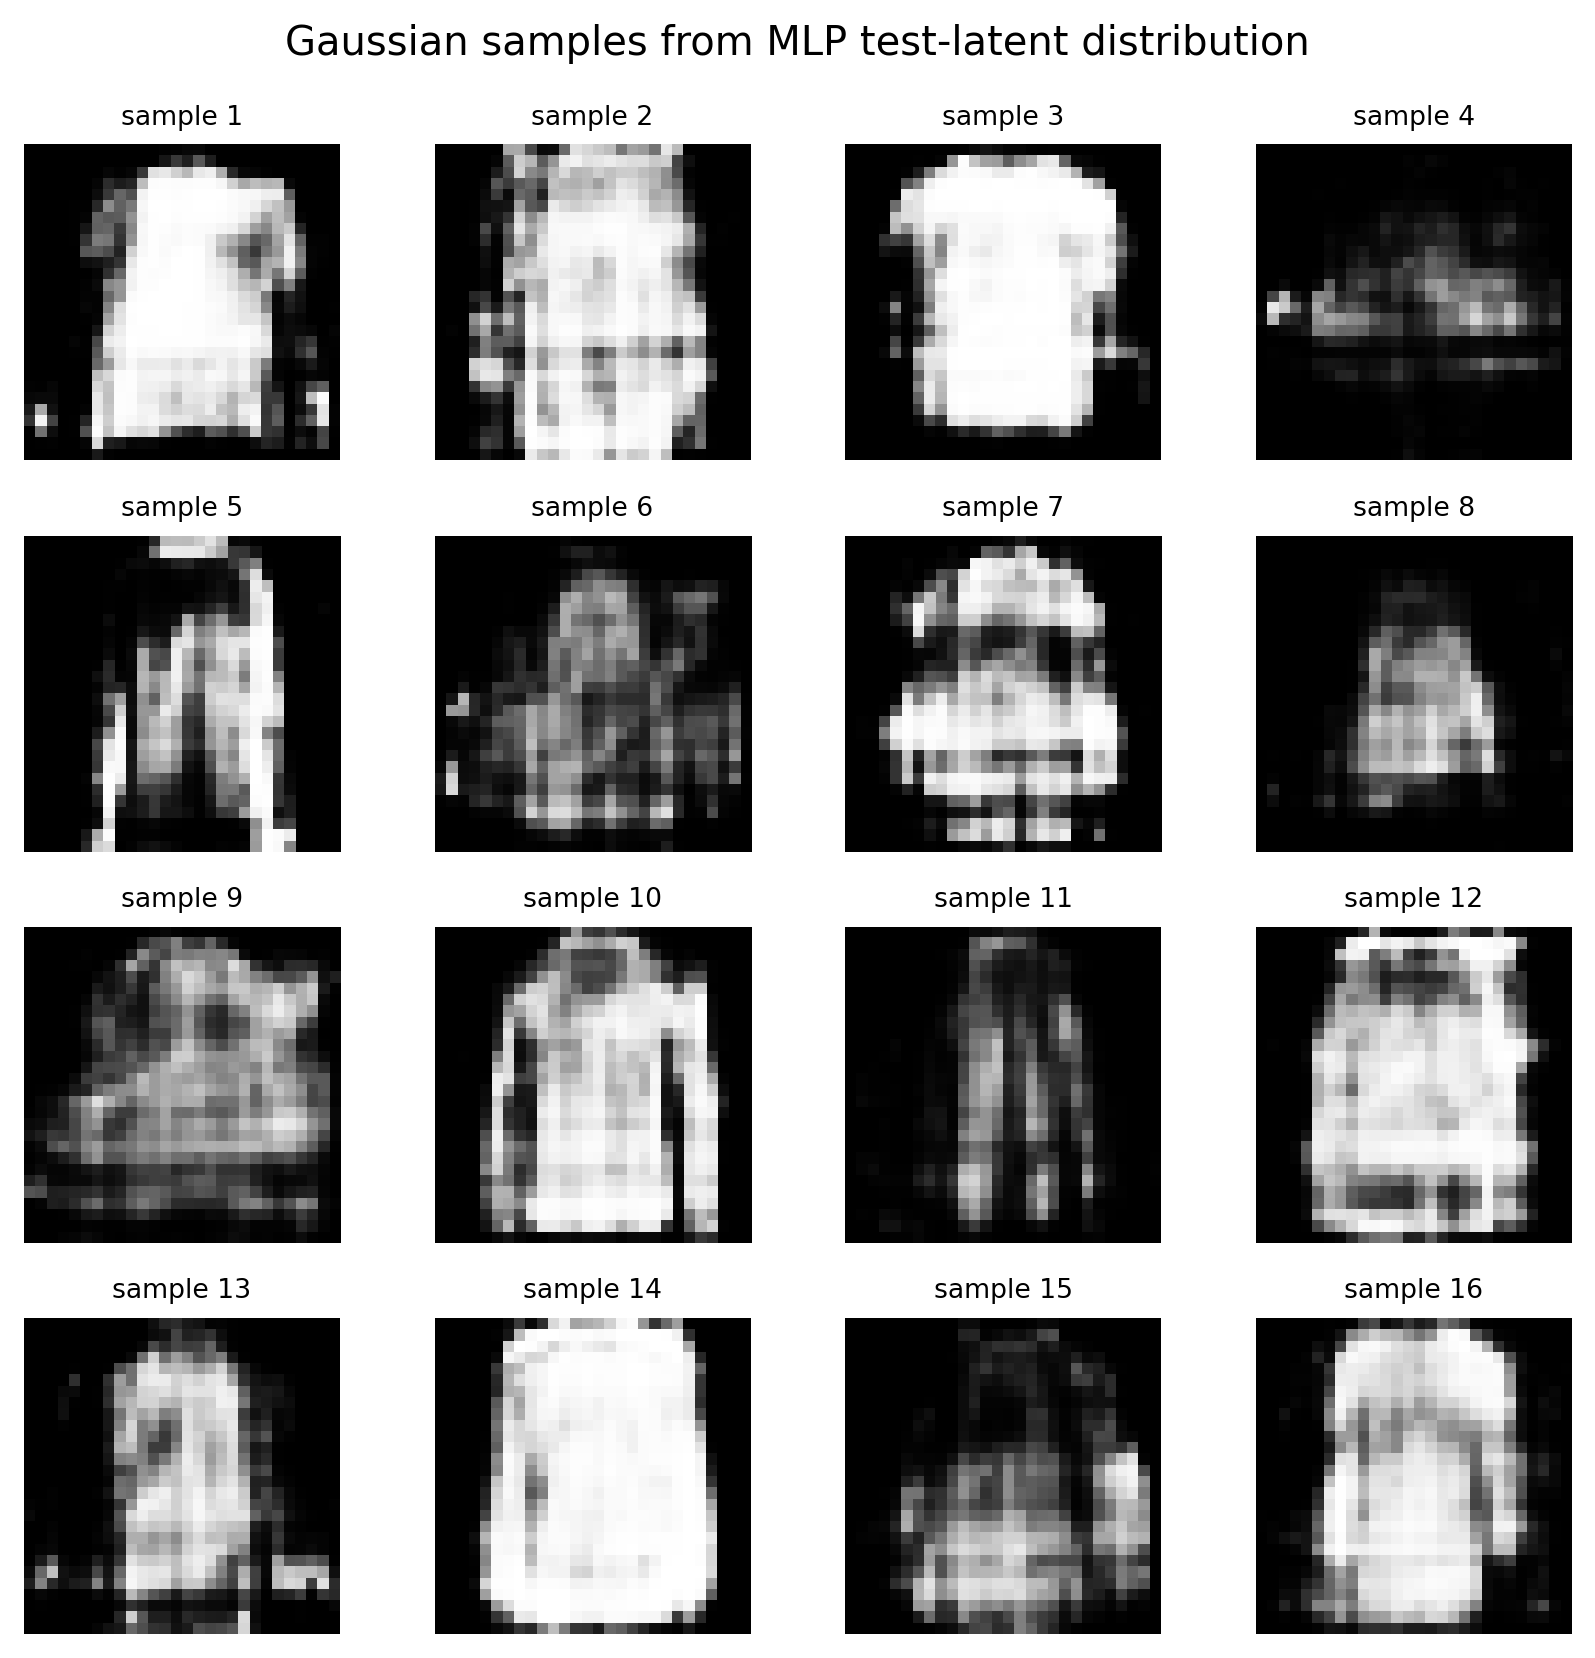 Gaussian samples from MLP test-latent distribution
sample 1
sample 2
sample 3
sample 4
sample 5
sample 6
sample 7
sample 8
sample 9
sample 10
sample 11
sample 12
sample 13
sample 14
sample 15
sample 16